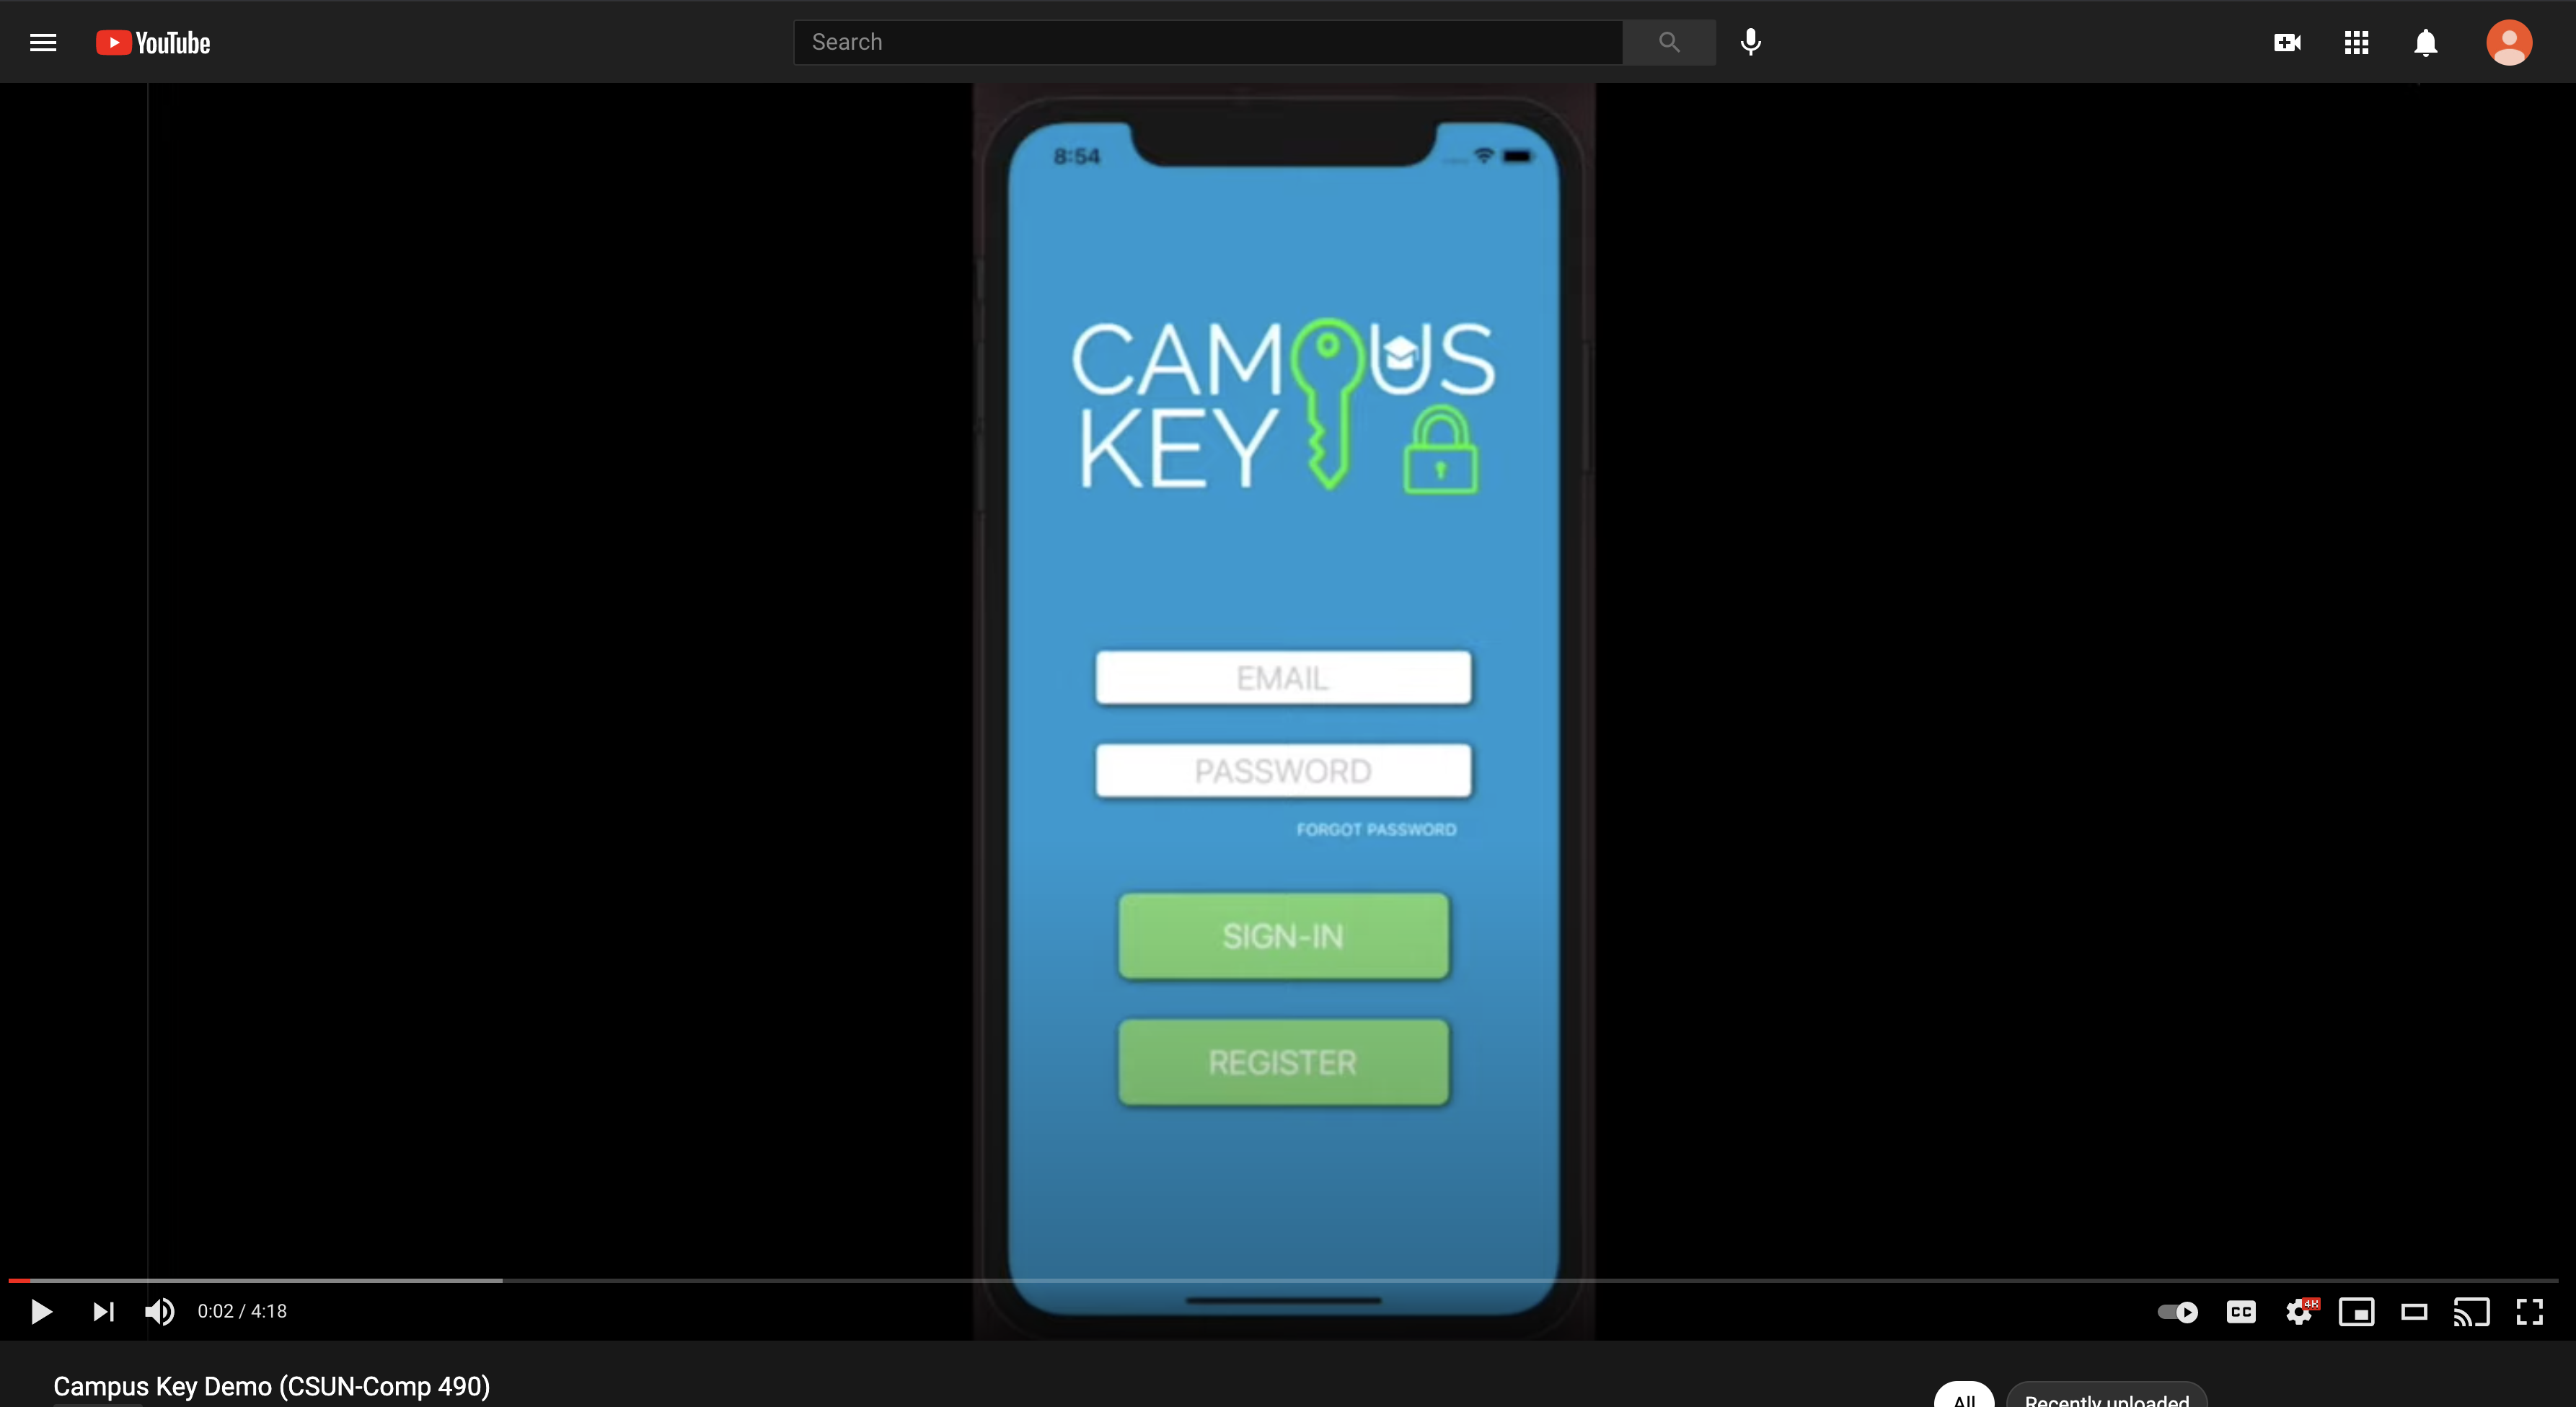 YouTube
Search
8:54
CAMPUS
KEY
EMAIL
PASSWORD
FORGOT PASSWORD
SIGN-IN
REGISTER
0:02 / 4:18
CC
4K
Campus Key Demo (CSUN-Comp 490)
All
Recently uploaded